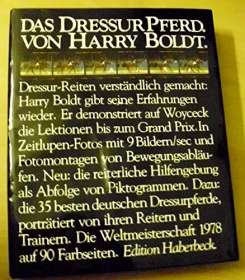 DAS DRESSUR PFERD.
VON HARRY BOLDT.
Dressur-Reiten verständlich gemacht:
Harry Boldt gibt seine Erfahrungen
wieder. Er demonstriert auf Woyceck
die Lektionen bis zum Grand Prix. In
Zeitlupen-Fotos mit 9 Bildern/sec und
Fotomontagen von Bewegungsabläu-
fen. Neu: die reiterliche Hilfengebung
als Abfolge von Piktogrammen. Dazu:
die 35 besten deutschen Dressurpferde,
porträtiert von ihren Reitern und
Trainern. Die Weltmeisterschaft 1978
auf 90 Farbseiten. Edition Haberbeck.